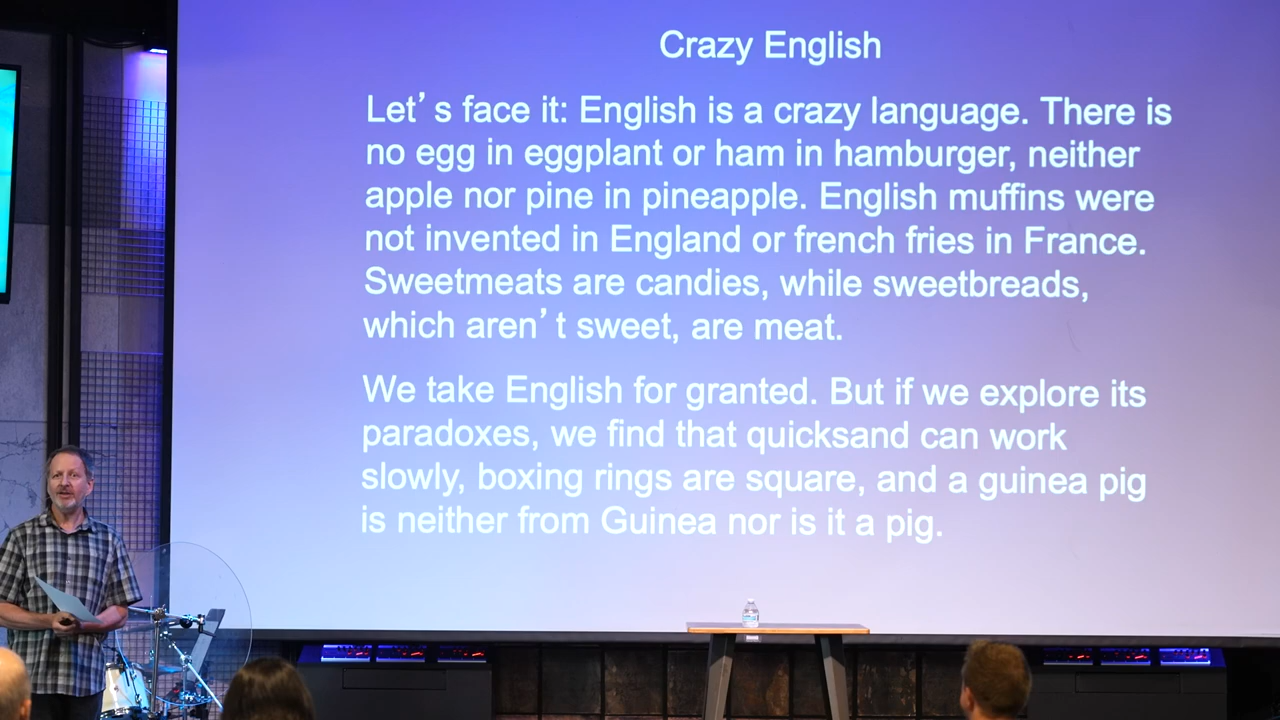 Crazy English
Let’s face it: English is a crazy language. There is
no egg in eggplant or ham in hamburger, neither
apple nor pine in pineapple. English muffins were
not invented in England or french fries in France.
Sweetmeats are candies, while sweetbreads,
which aren’t sweet, are meat.
We take English for granted. But if we explore its
paradoxes, we find that quicksand can work
slowly, boxing rings are square, and a guinea pig
is neither from Guinea nor is it a pig.